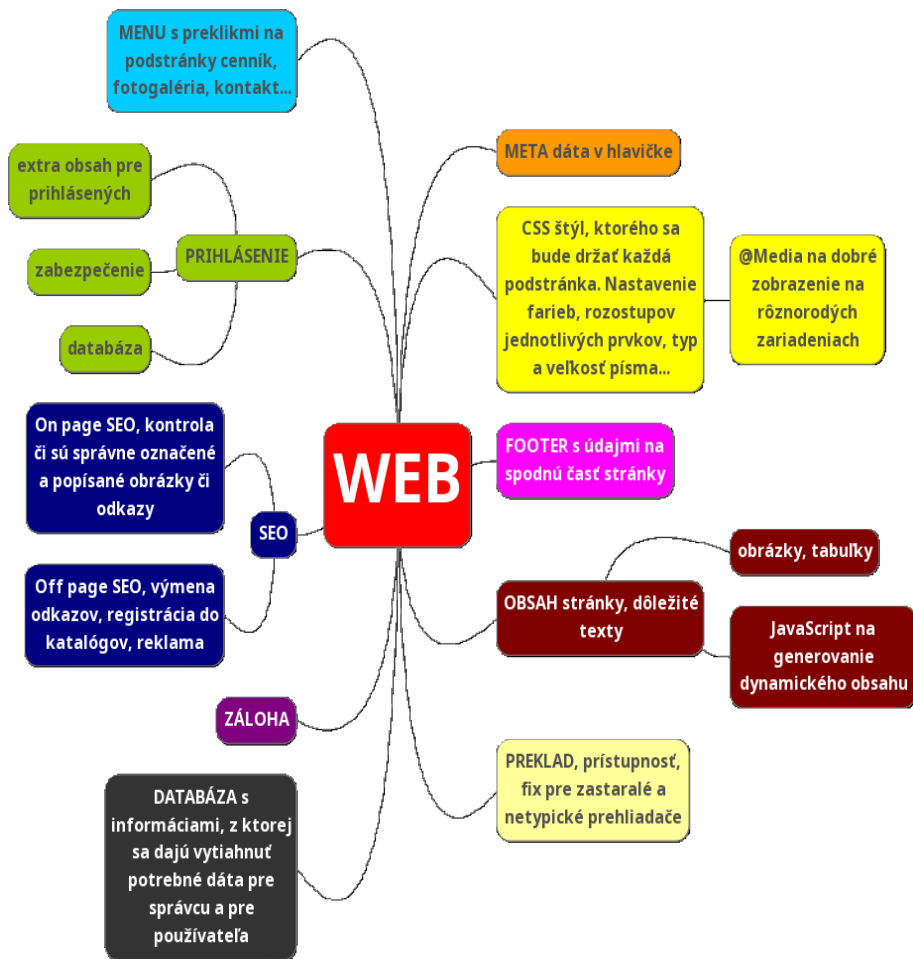 MENU s preklikmi na
podstránky cenník,
fotogaléria, kontakt...
META dáta v hlavičke
extra obsah pre
prihlásených
PRIHLÁSENIE
zabezpečenie
databáza
CSS štýl, ktorého sa
bude držať každá
podstránka. Nastavenie
farieb, rozostupov
jednotlivých prvkov, typ
a veľkosť písma...
@Media na dobré
zobrazenie na
rôznorodých
zariadeniach
On page SEO, kontrola
či sú správne označené
a popísané obrázky či
odkazy
SEO
Off page SEO, výmena
odkazov, registrácia do
katalógov, reklama
WEB
FOOTER s údajmi na
spodnú časť stránky
obrázky, tabuľky
OBSAH stránky, dôležité
texty
JavaScript na
generovanie
dynamického obsahu
ZÁLOHA
PREKLAD, prístupnosť,
fix pre zastaralé a
netypické prehliadače
DATABÁZA s
informáciami, z ktorej
sa dajú vytiahnuť
potrebné dáta pre
správcu a pre
používateľa